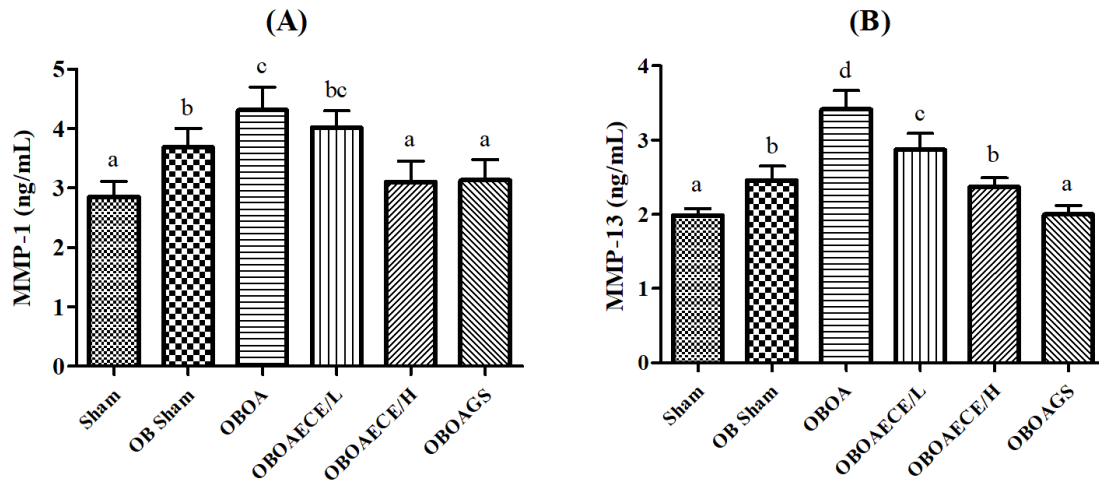 (A)
MMP-1 (ng/mL)
5
4
3
2
1
0
a
b
c
bc
a
a
Sham
OB Sham
OBOA
OBOAECE/L
OBOAECE/H
OBOAGS
(B)
MMP-13 (ng/mL)
4
3
2
1
0
a
b
d
c
b
a
Sham
OB Sham
OBOA
OBOAECE/L
OBOAECE/H
OBOAGS